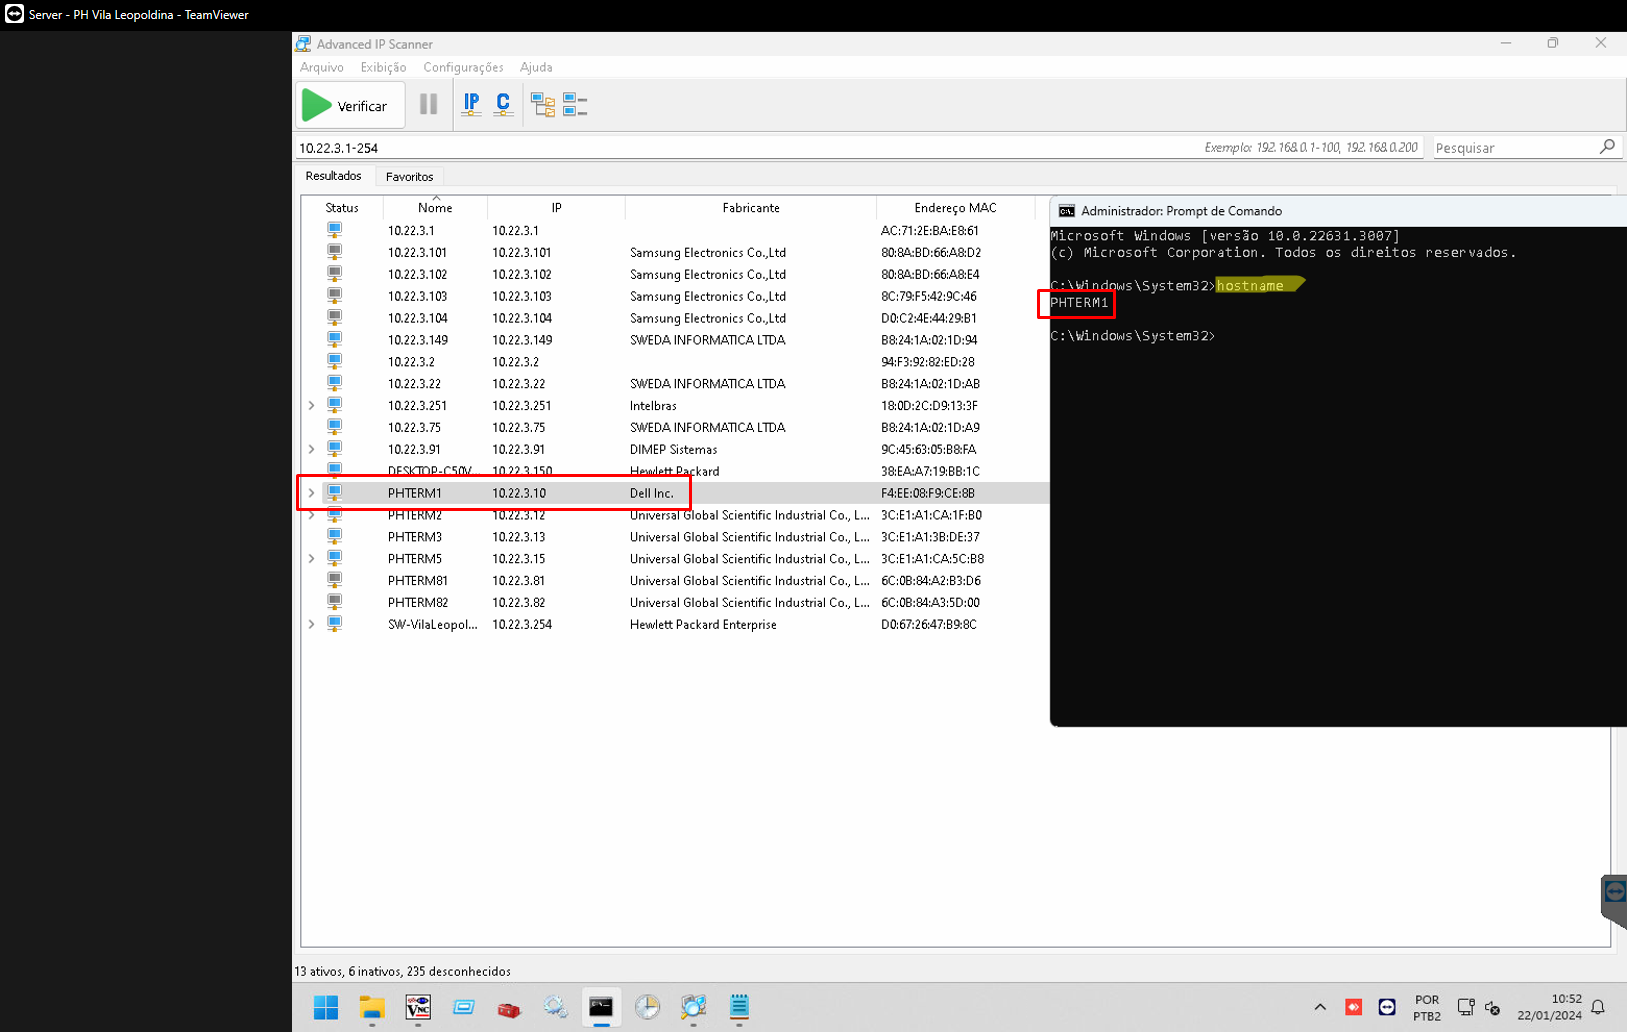 Server - PH Vila Leopoldina - TeamViewer
Advanced IP Scanner
Arquivo Exibição Configurações Ajuda
Verificar IP C
10.22.3.1-254 Exemplo: 192.168.0.1-100, 192.168.0.200 Pesquisar
Resultados Favoritos
Status Nome IP Fabricante Endereço MAC
10.22.3.1 10.22.3.1 AC:71:2E:BA:E8:61
10.22.3.101 10.22.3.101 Samsung Electronics Co.,Ltd 80:8A:BD:66:A8:D2
10.22.3.102 10.22.3.102 Samsung Electronics Co.,Ltd 80:8A:BD:66:A8:E4
10.22.3.103 10.22.3.103 Samsung Electronics Co.,Ltd 8C:79:F5:42:9C:46
10.22.3.104 10.22.3.104 Samsung Electronics Co.,Ltd D0:C2:4E:44:29:B1
10.22.3.149 10.22.3.149 SWEDA INFORMATICA LTDA B8:24:1A:02:1D:94
10.22.3.2 10.22.3.2 94:F3:92:82:ED:28
10.22.3.22 10.22.3.22 SWEDA INFORMATICA LTDA B8:24:1A:02:1D:AB
10.22.3.251 10.22.3.251 Intelbras 18:0D:2C:D9:13:3F
10.22.3.75 10.22.3.75 SWEDA INFORMATICA LTDA B8:24:1A:02:1D:A9
10.22.3.91 10.22.3.91 DIMEP Sistemas 9C:45:63:05:B8:FA
DESKTOP-C50V... 10.22.3.150 Hewlett Packard 38:EA:A7:19:BB:1C
PHTERM1 10.22.3.10 Dell Inc. F4:EE:08:F9:CE:8B
PHTERM2 10.22.3.12 Universal Global Scientific Industrial Co., L... 3C:E1:A1:CA:1F:B0
PHTERM3 10.22.3.13 Universal Global Scientific Industrial Co., L... 3C:E1:A1:3B:DE:37
PHTERM5 10.22.3.15 Universal Global Scientific Industrial Co., L... 3C:E1:A1:CA:5C:B8
PHTERM81 10.22.3.81 Universal Global Scientific Industrial Co., L... 6C:0B:84:A2:B3:D6
PHTERM82 10.22.3.82 Universal Global Scientific Industrial Co., L... 6C:0B:84:A3:5D:00
SW-VilaLeopol... 10.22.3.254 Hewlett Packard Enterprise D0:67:26:47:B9:8C
Administrador: Prompt de Comando
Microsoft Windows [versão 10.0.22631.3007]
(c) Microsoft Corporation. Todos os direitos reservados.
C:\Windows\System32>hostname
PHTERM1
C:\Windows\System32>
13 ativos, 6 inativos, 235 desconhecidos
VNC
POR
PTB2
10:52
22/01/2024